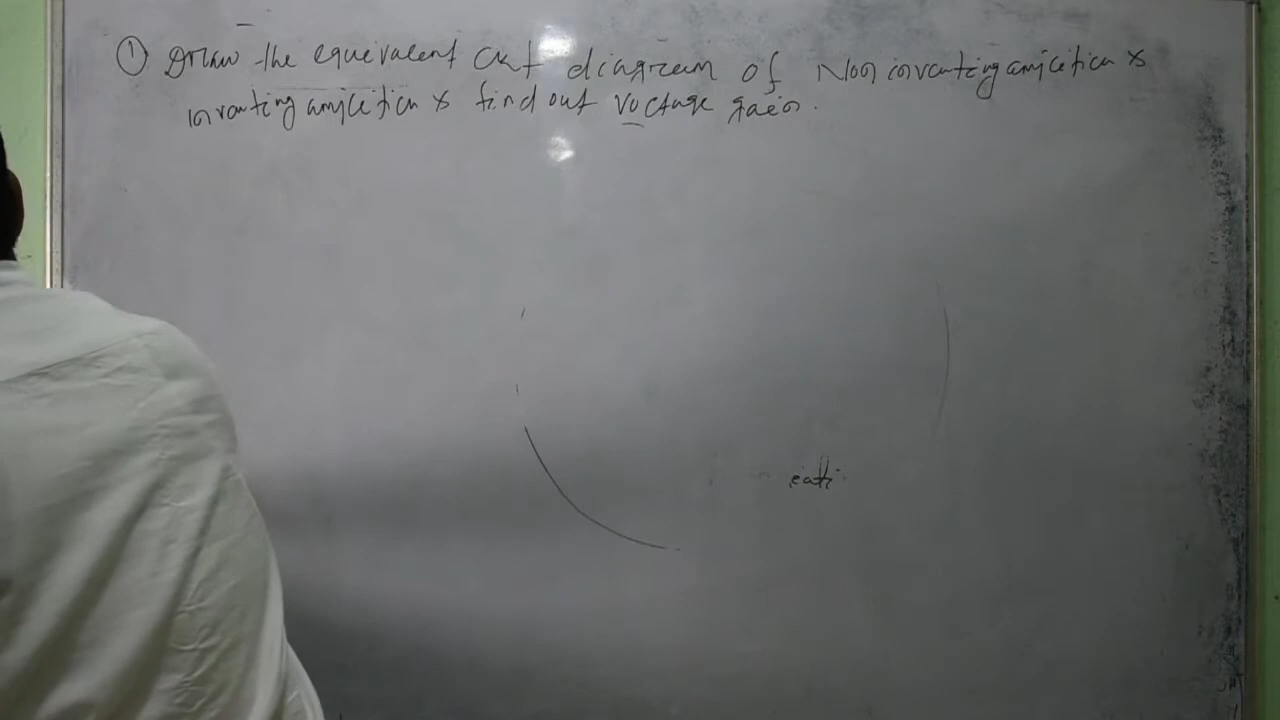 ① Draw the equivalent ckt diagram of Non inverting amplifier &
inverting amplifier & find out voltage gain.